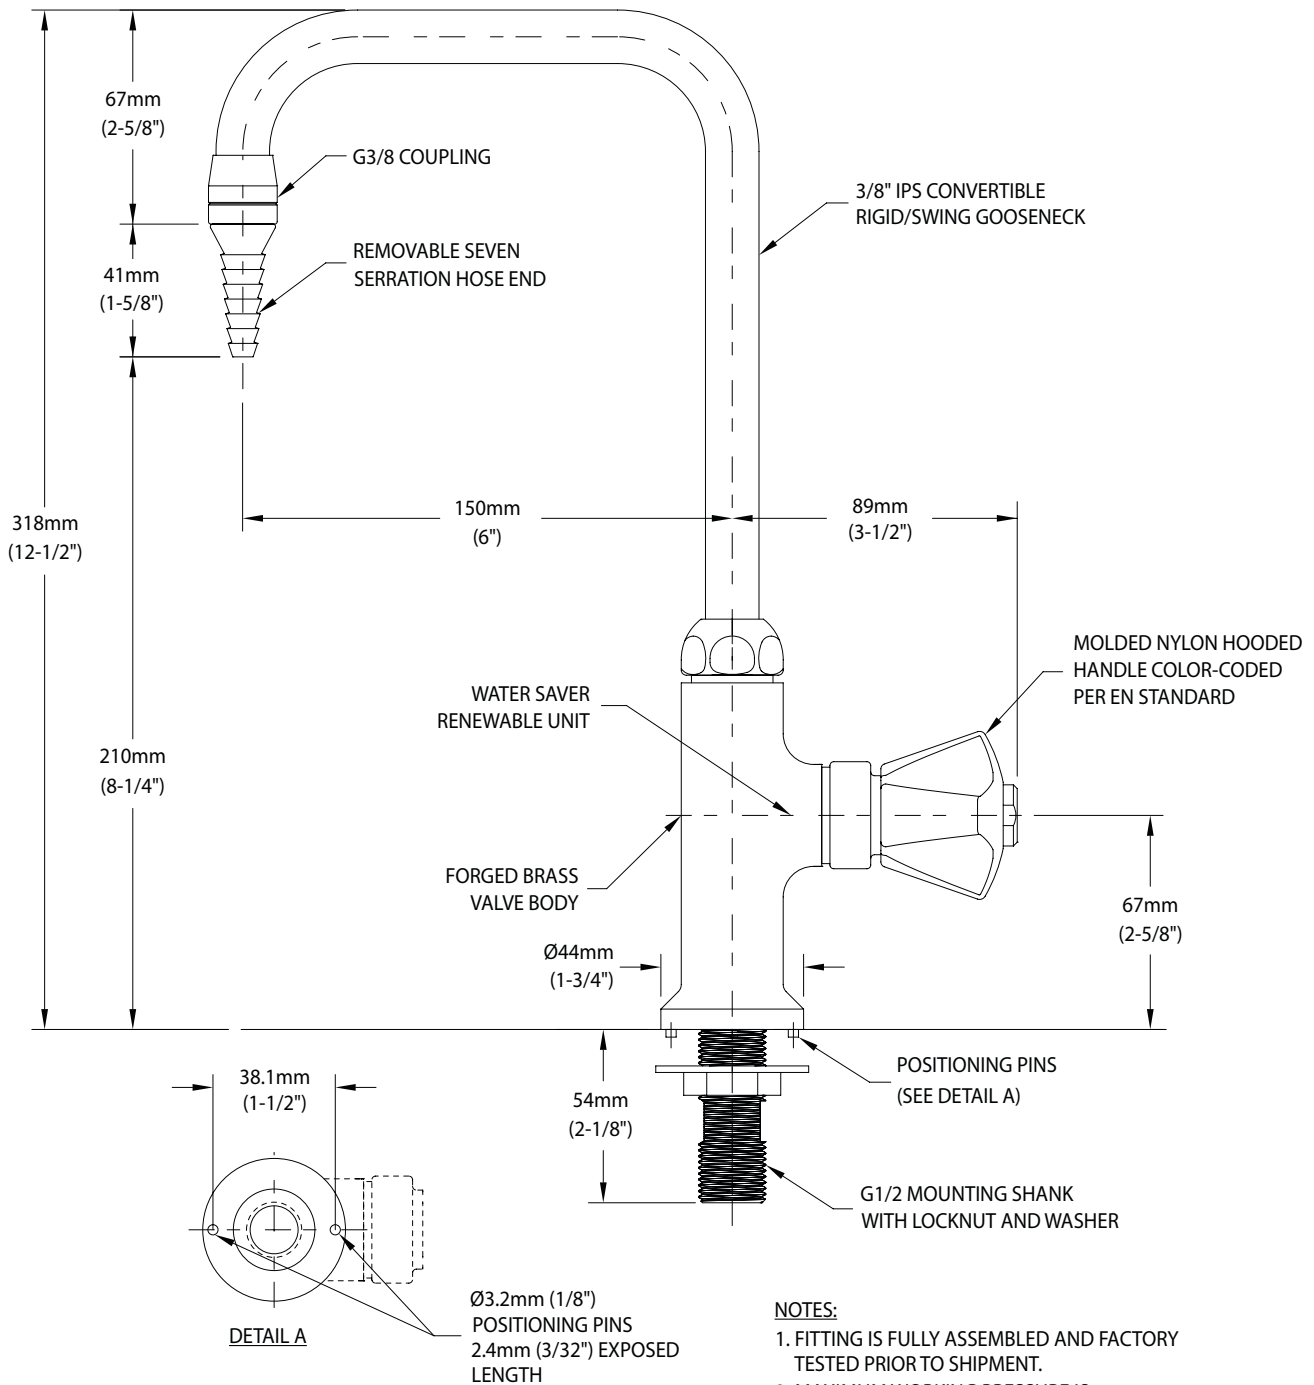 67mm
(2-5/8")
G3/8 COUPLING
3/8" IPS CONVERTIBLE
RIGID/SWING GOOSENECK
REMOVABLE SEVEN
SERRATION HOSE END
41mm
(1-5/8")
318mm
(12-1/2")
150mm
(6")
89mm
(3-1/2")
MOLDED NYLON HOODED
HANDLE COLOR-CODED
PER EN STANDARD
WATER SAVER
RENEWABLE UNIT
210mm
(8-1/4")
FORGED BRASS
VALVE BODY
67mm
(2-5/8")
Ø44mm
(1-3/4")
POSITIONING PINS
(SEE DETAIL A)
38.1mm
(1-1/2")
54mm
(2-1/8")
G1/2 MOUNTING SHANK
WITH LOCKNUT AND WASHER
Ø3.2mm (1/8")
POSITIONING PINS
2.4mm (3/32") EXPOSED
LENGTH
DETAIL A
NOTES:
1. FITTING IS FULLY ASSEMBLED AND FACTORY
TESTED PRIOR TO SHIPMENT.
2. MAXIMUM WORKING PRESSURE IS